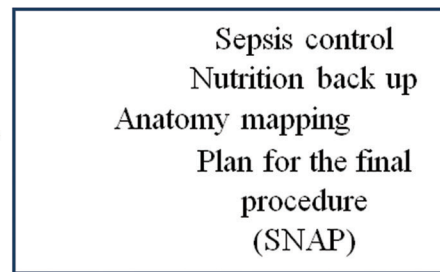 Sepsis control
Nutrition back up
Anatomy mapping
Plan for the final
procedure
(SNAP)